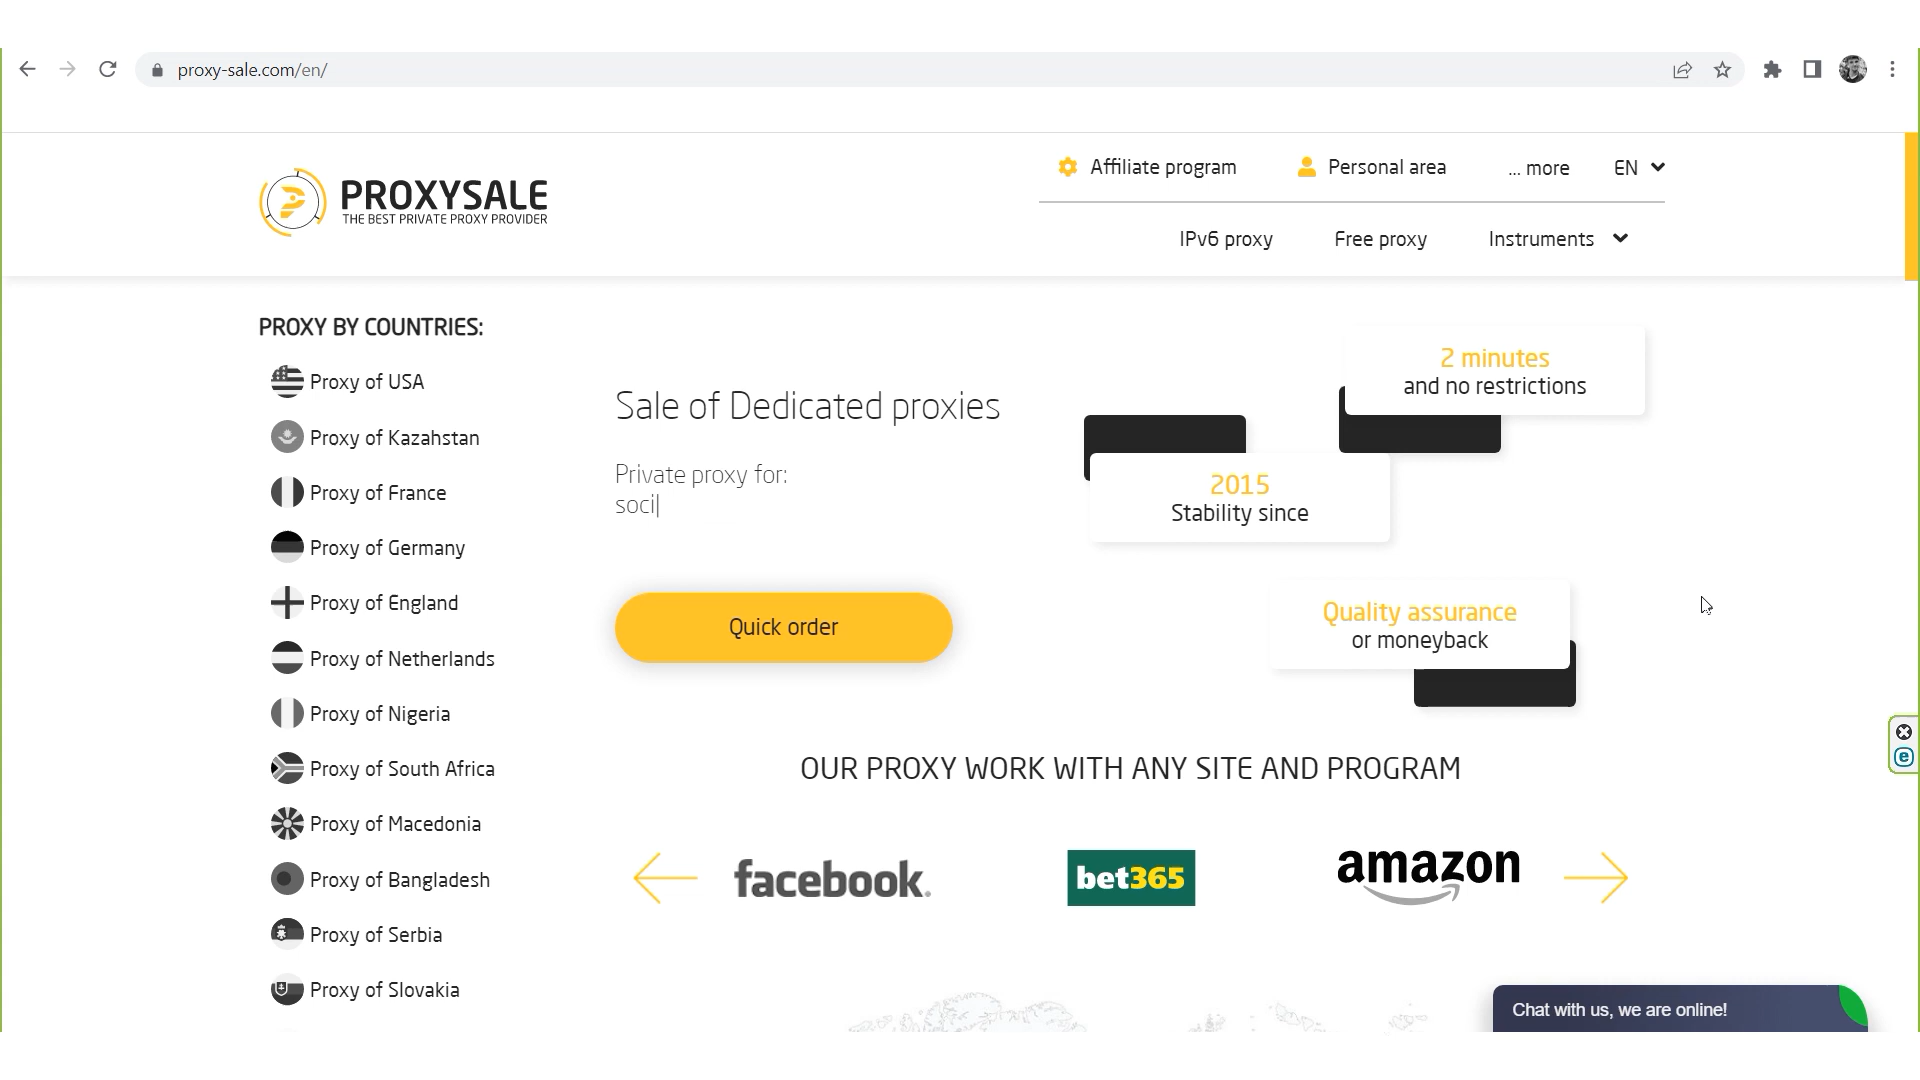 proxy-sale.com/en/
PROXYSALE
THE BEST PRIVATE PROXY PROVIDER
Affiliate program
Personal area
... more
EN
IPv6 proxy
Free proxy
Instruments
PROXY BY COUNTRIES:
Proxy of USA
Proxy of Kazahstan
Proxy of France
Proxy of Germany
Proxy of England
Proxy of Netherlands
Proxy of Nigeria
Proxy of South Africa
Proxy of Macedonia
Proxy of Bangladesh
Proxy of Serbia
Proxy of Slovakia
Sale of Dedicated proxies
Private proxy for:
soci|
Quick order
2 minutes
and no restrictions
2015
Stability since
Quality assurance
or moneyback
OUR PROXY WORK WITH ANY SITE AND PROGRAM
facebook.
bet365
amazon
Chat with us, we are online!